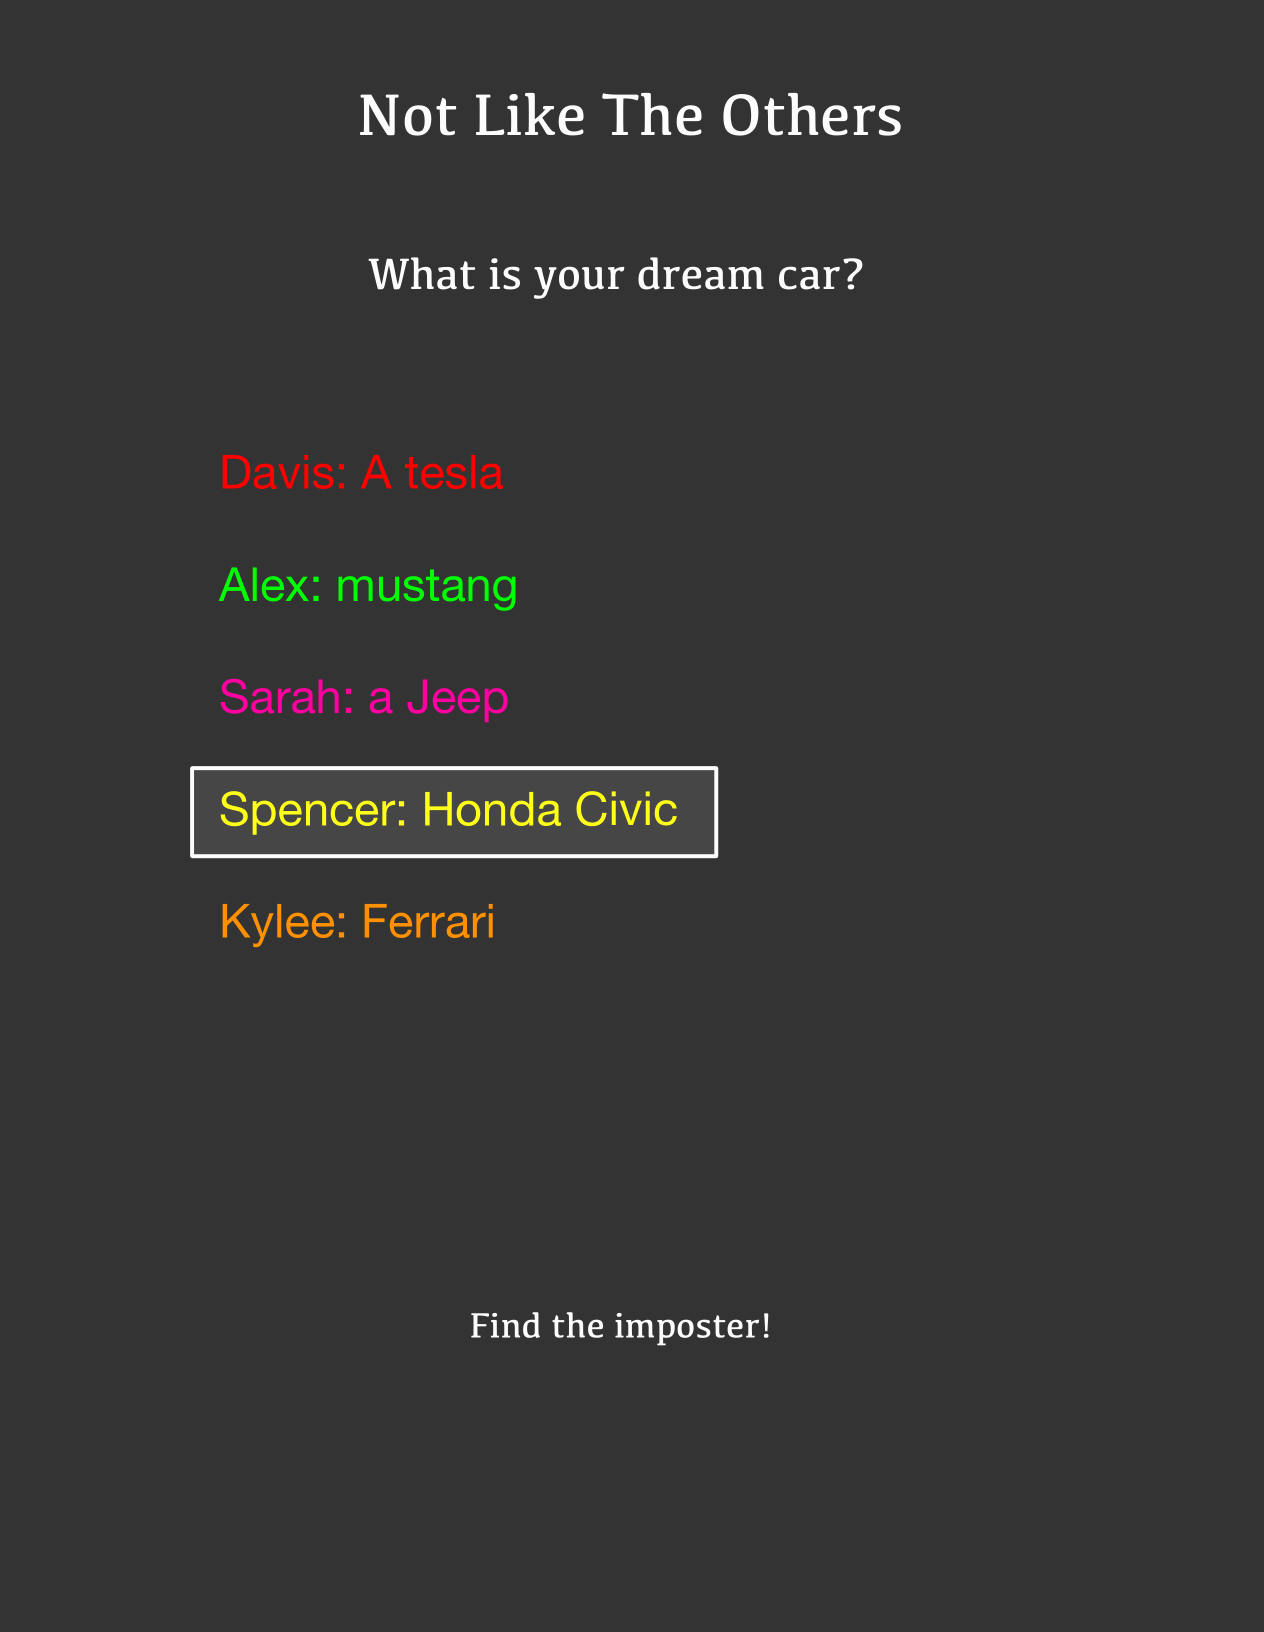 Not Like The Others
What is your dream car?
Davis: A tesla
Alex: mustang
Sarah: a Jeep
Spencer: Honda Civic
Kylee: Ferrari
Find the imposter!